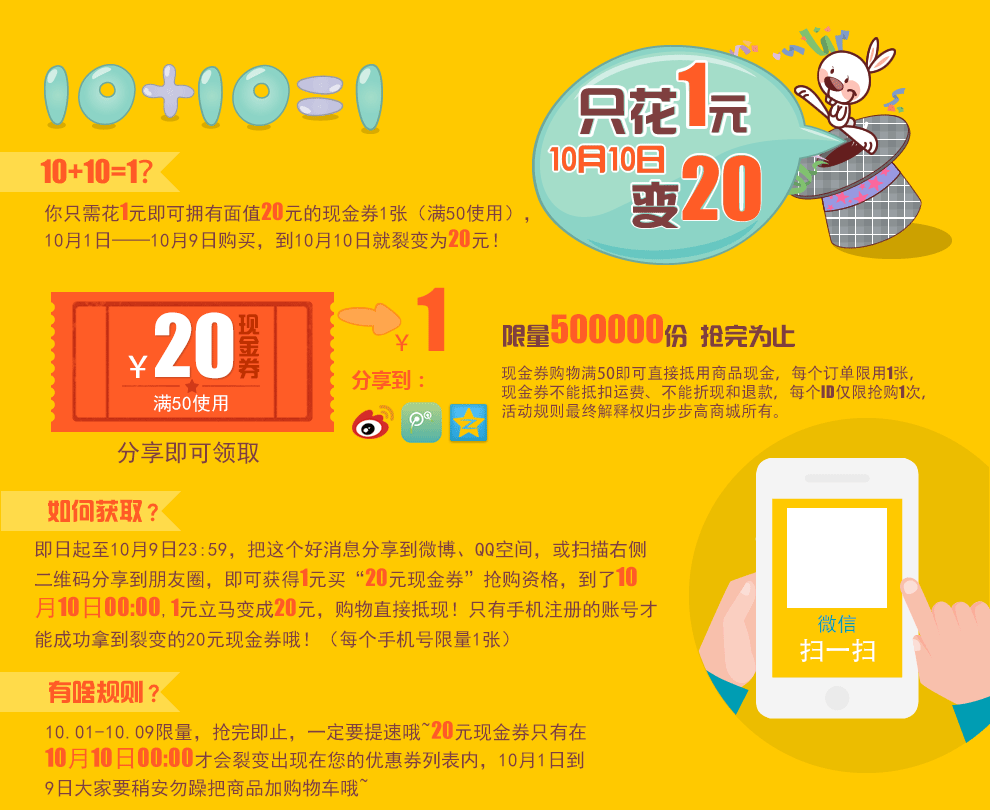 10+10=1
只花1元
10月10日
变20
10+10=1?
你只需花1元即可拥有面值20元的现金券1张（满50使用），
10月1日——10月9日购买，到10月10日就裂变为20元！
¥20现金券
满50使用
分享即可领取
¥1
分享到：
限量500000份 抢完为止
现金券购物满50即可直接抵用商品现金，每个订单限用1张，
现金券不能抵扣运费、不能折现和退款，每个ID仅限抢购1次，
活动规则最终解释权归步步高商城所有。
如何获取？
即日起至10月9日23:59，把这个好消息分享到微博、QQ空间，或扫描右侧
二维码分享到朋友圈，即可获得1元买“20元现金券”抢购资格，到了10
月10日00:00，1元立马变成20元，购物直接抵现！只有手机注册的账号才
能成功拿到裂变的20元现金券哦！（每个手机号限量1张）
微信
扫一扫
有啥规则？
10.01-10.09限量，抢完即止，一定要提速哦~20元现金券只有在
10月10日00:00才会裂变出现在您的优惠券列表内，10月1日到
9日大家要稍安勿躁把商品加购物车哦~